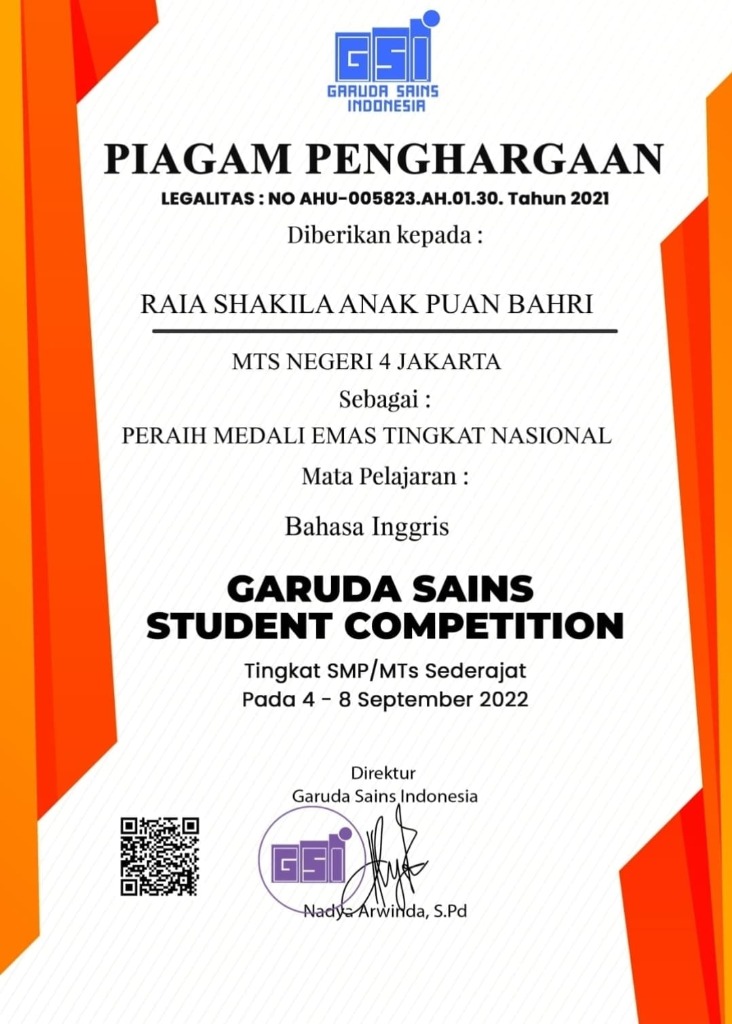 GSI
GARUDA SAINS
INDONESIA
PIAGAM PENGHARGAAN
LEGALITAS : NO AHU-005823.AH.01.30. Tahun 2021
Diberikan kepada :
RAIA SHAKILA ANAK PUAN BAHRI
MTS NEGERI 4 JAKARTA
Sebagai :
PERAIH MEDALI EMAS TINGKAT NASIONAL
Mata Pelajaran :
Bahasa Inggris
GARUDA SAINS
STUDENT COMPETITION
Tingkat SMP/MTs Sederajat
Pada 4 - 8 September 2022
Direktur
Garuda Sains Indonesia
GSI
Nadya Arwinda, S.Pd